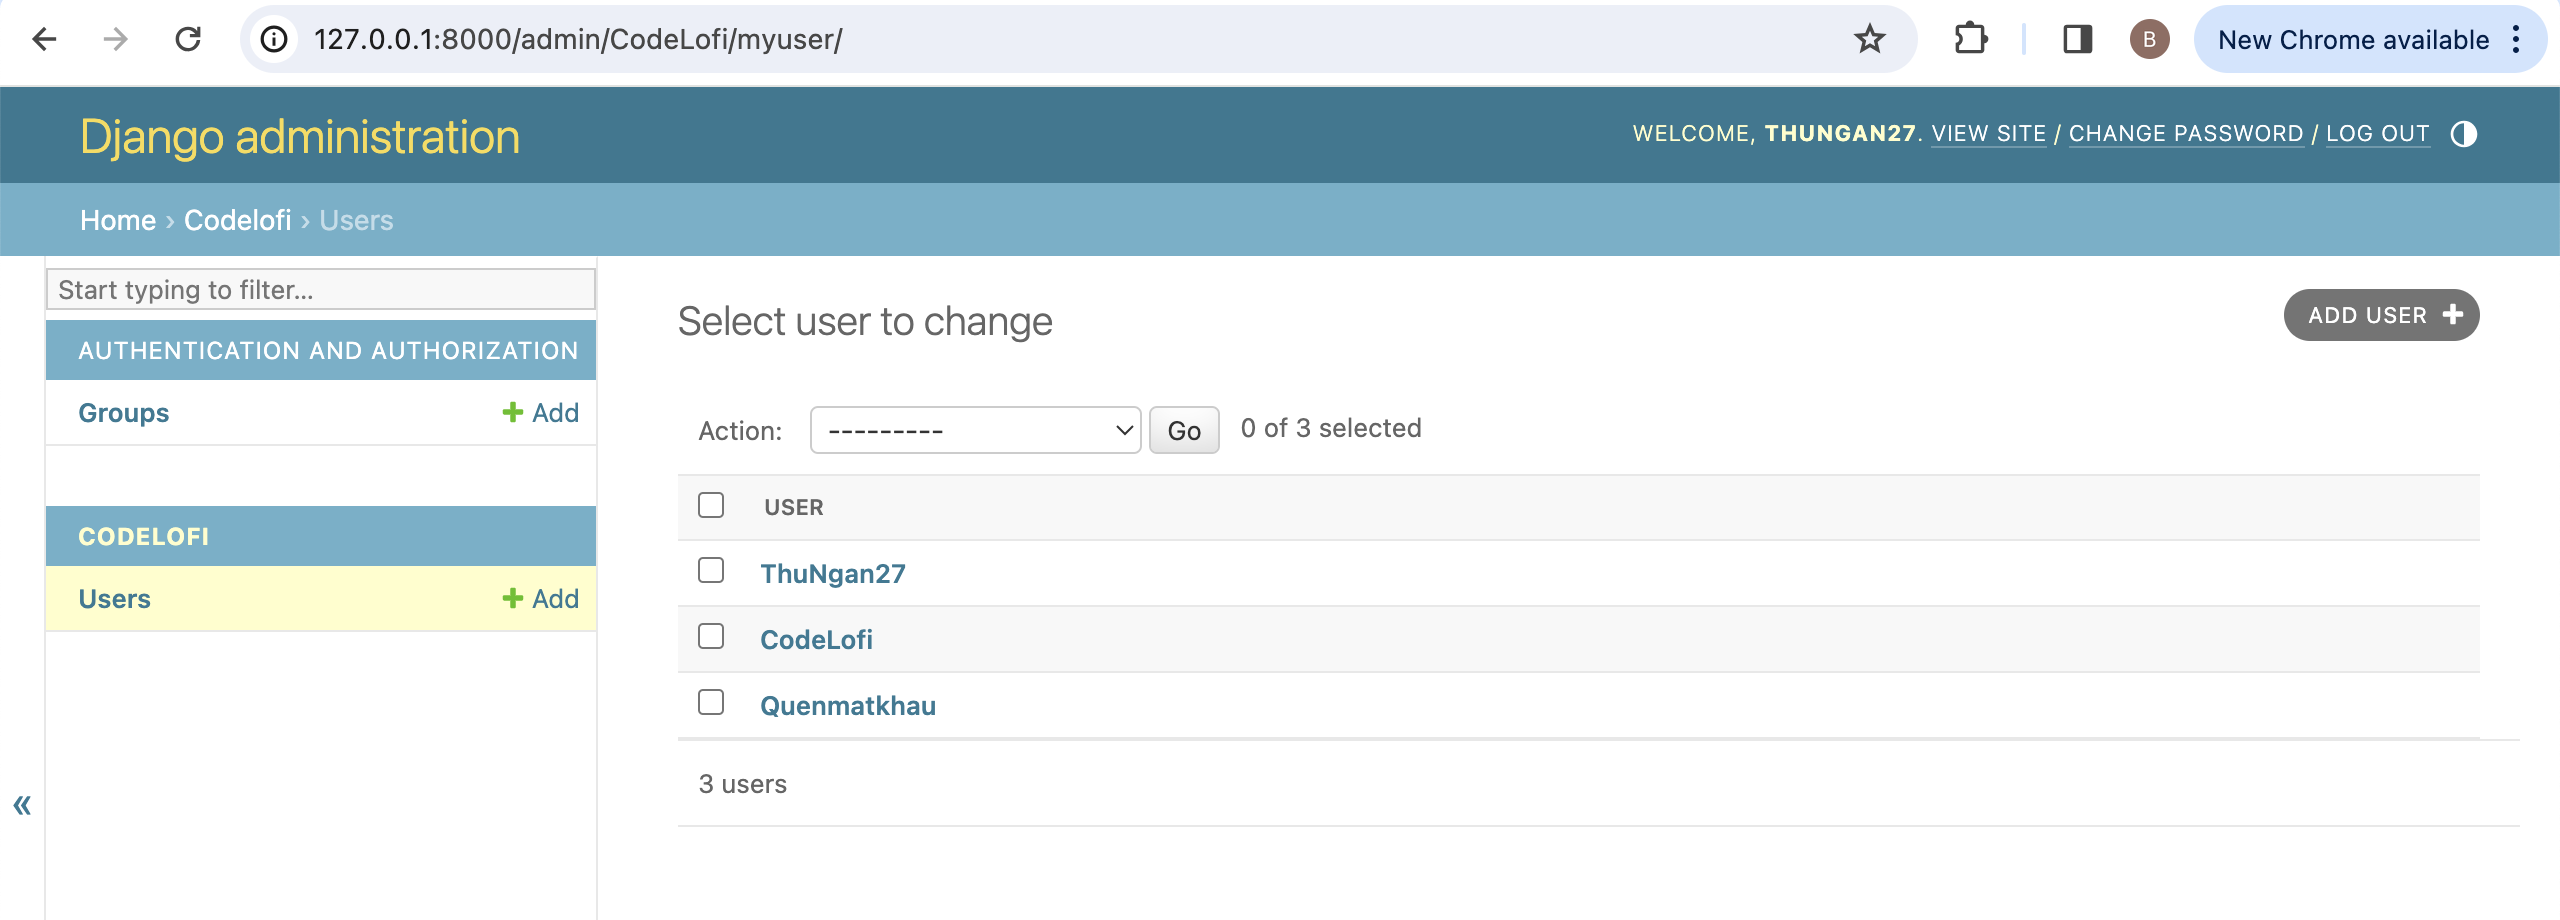 127.0.0.1:8000/admin/CodeLofi/myuser/
B
New Chrome available
Django administration
WELCOME, THUNGAN27. VIEW SITE / CHANGE PASSWORD / LOG OUT
Home › Codelofi › Users
Start typing to filter...
AUTHENTICATION AND AUTHORIZATION
Groups
+ Add
CODELOFI
Users
+ Add
«
Select user to change
ADD USER +
Action: --------- Go 0 of 3 selected
USER
ThuNgan27
CodeLofi
Quenmatkhau
3 users